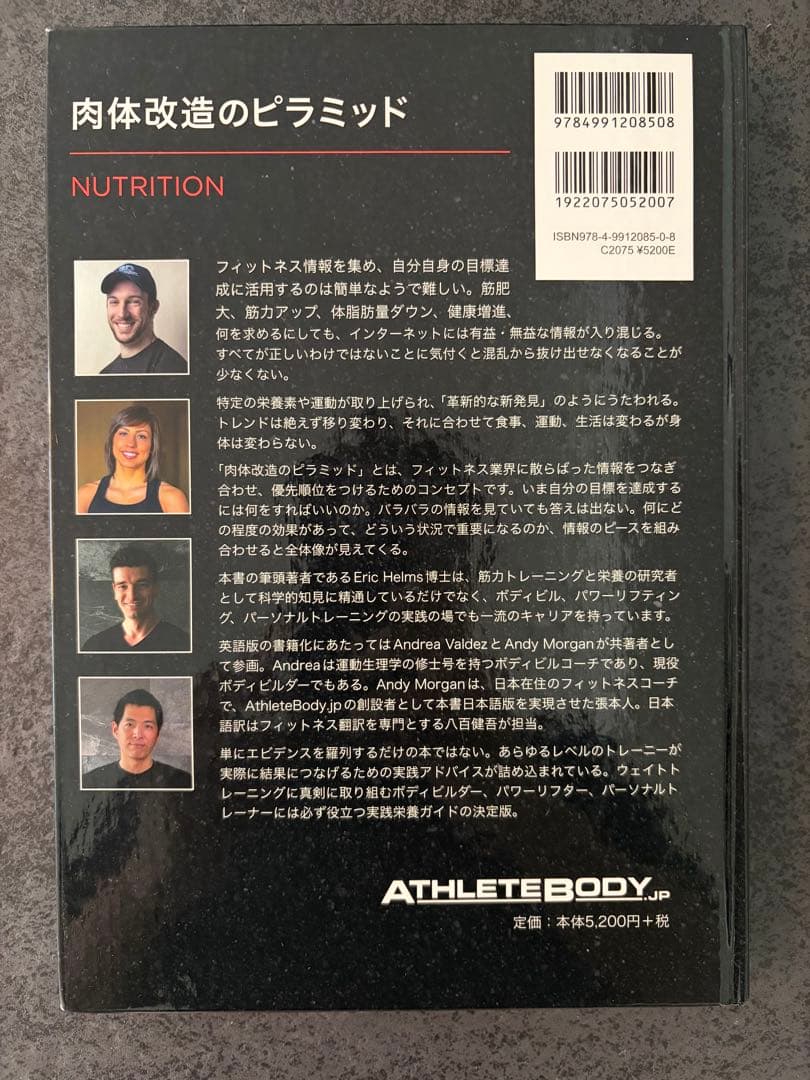 肉体改造のピラミッド
NUTRITION
9784991208508
1922075052007
ISBN978-4-9912085-0-8
C2075 ¥5200E
フィットネス情報を集め、自分自身の目標達
成に活用するのは簡単なようで難しい。筋肥
大、筋力アップ、体脂肪量ダウン、健康増進、
何を求めるにしても、インターネットには有益・無益な情報が入り混じる。
すべてが正しいわけではないことに気付くと混乱から抜け出せなくなることが
少なくない。
特定の栄養素や運動が取り上げられ、「革新的な新発見」のようにうたわれる。
トレンドは絶えず移り変わり、それに合わせて食事、運動、生活は変わるが身
体は変わらない。
「肉体改造のピラミッド」とは、フィットネス業界に散らばった情報をつなぎ
合わせ、優先順位をつけるためのコンセプトです。いま自分の目標を達成する
には何をすればいいのか。バラバラの情報を見ていても答えは出ない。何にど
の程度の効果があって、どういう状況で重要になるのか、情報のピースを組み
合わせると全体像が見えてくる。
本書の筆頭著者であるEric Helms博士は、筋力トレーニングと栄養の研究者
として科学的知見に精通しているだけでなく、ボディビル、パワーリフティン
グ、パーソナルトレーニングの実践の場でも一流のキャリアを持っています。
英語版の書籍化にあたってはAndrea ValdezとAndy Morganが共著者とし
て参画。Andreaは運動生理学の修士号を持つボディビルコーチであり、現役
ボディビルダーでもある。Andy Morganは、日本在住のフィットネスコーチ
で、AthleteBody.jpの創設者として本書日本語版を実現させた張本人。日本
語訳はフィットネス翻訳を専門とする八百健吾が担当。
単にエビデンスを羅列するだけの本ではない。あらゆるレベルのトレーニーが
実際に結果につなげるための実践アドバイスが詰め込まれている。ウェイトト
レーニングに真剣に取り組むボディビルダー、パワーリフター、パーソナルト
レーナーには必ず役立つ実践栄養ガイドの決定版。
ATHLETEBODY.JP
定価：本体5,200円＋税